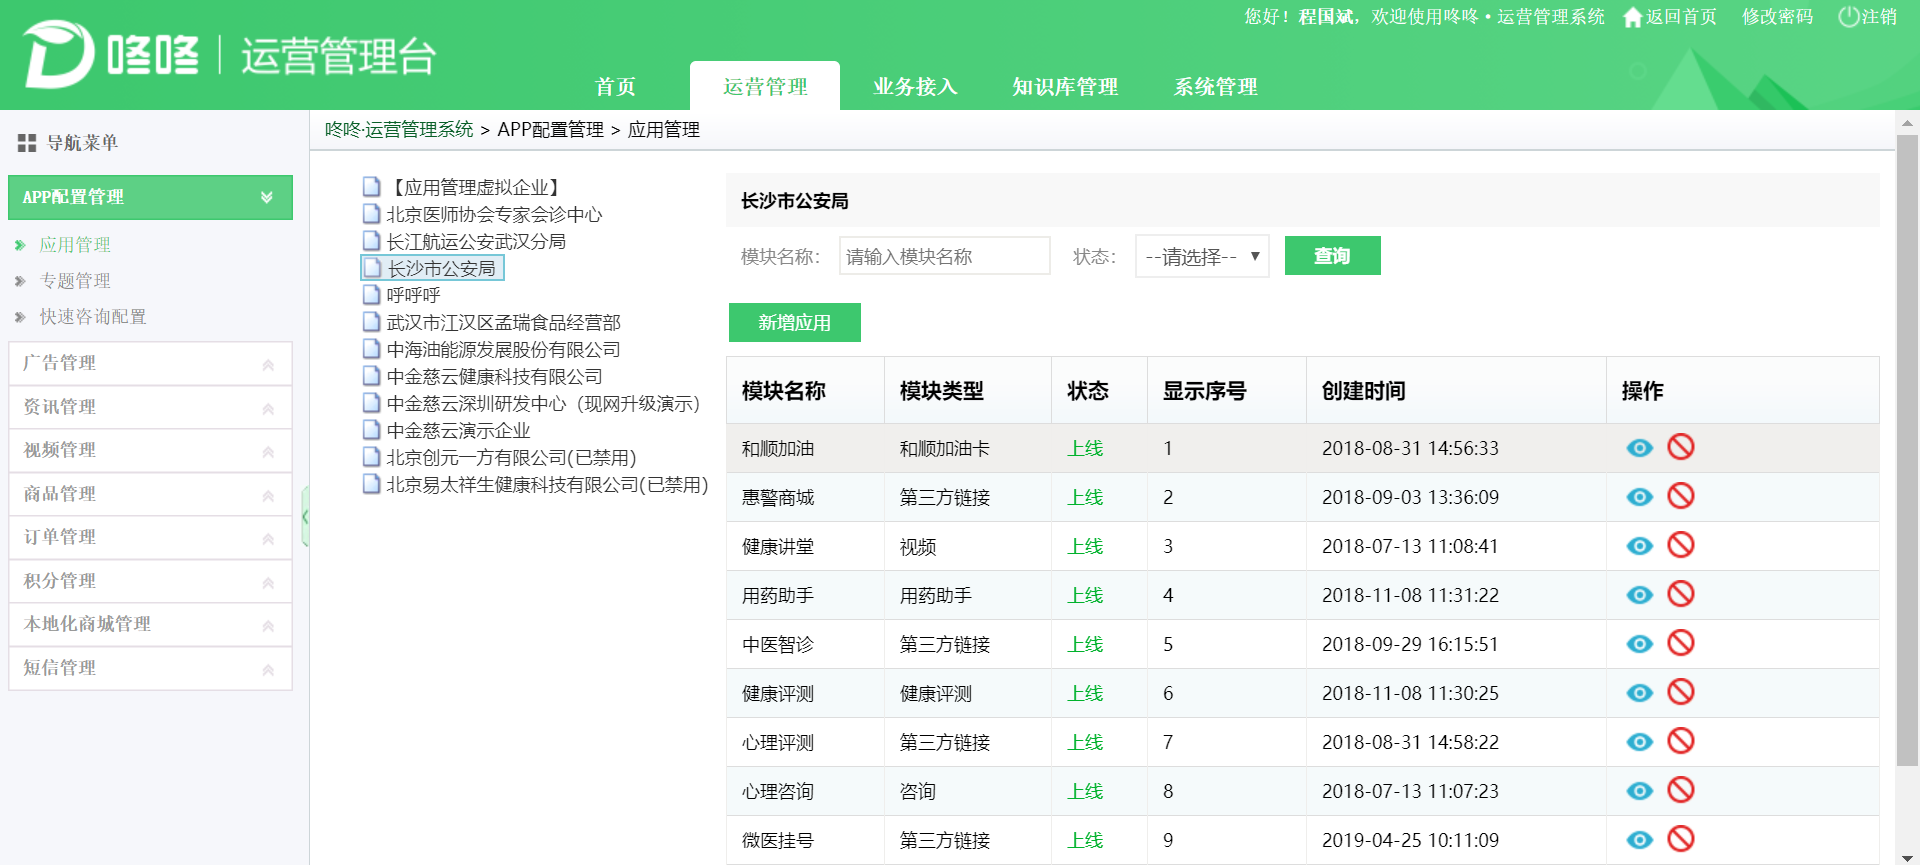 您好！程国斌，欢迎使用咚咚 • 运营管理系统 返回首页 修改密码 注销
咚咚 | 运营管理台
首页 运营管理 业务接入 知识库管理 系统管理
导航菜单
APP配置管理
应用管理
专题管理
快速咨询配置
广告管理
资讯管理
视频管理
商品管理
订单管理
积分管理
本地化商城管理
短信管理
咚咚·运营管理系统 > APP配置管理 > 应用管理
【应用管理虚拟企业】
北京医师协会专家会诊中心
长江航运公安武汉分局
长沙市公安局
呼呼呼
武汉市江汉区孟瑞食品经营部
中海油能源发展股份有限公司
中金慈云健康科技有限公司
中金慈云深圳研发中心（现网升级演示）
中金慈云演示企业
北京创元一方有限公司(已禁用)
北京易太祥生健康科技有限公司(已禁用)
长沙市公安局
模块名称： 请输入模块名称 状态： --请选择-- 查询
新增应用
模块名称 模块类型 状态 显示序号 创建时间 操作
和顺加油 和顺加油卡 上线 1 2018-08-31 14:56:33
惠警商城 第三方链接 上线 2 2018-09-03 13:36:09
健康讲堂 视频 上线 3 2018-07-13 11:08:41
用药助手 用药助手 上线 4 2018-11-08 11:31:22
中医智诊 第三方链接 上线 5 2018-09-29 16:15:51
健康评测 健康评测 上线 6 2018-11-08 11:30:25
心理评测 第三方链接 上线 7 2018-08-31 14:58:22
心理咨询 咨询 上线 8 2018-07-13 11:07:23
微医挂号 第三方链接 上线 9 2019-04-25 10:11:09